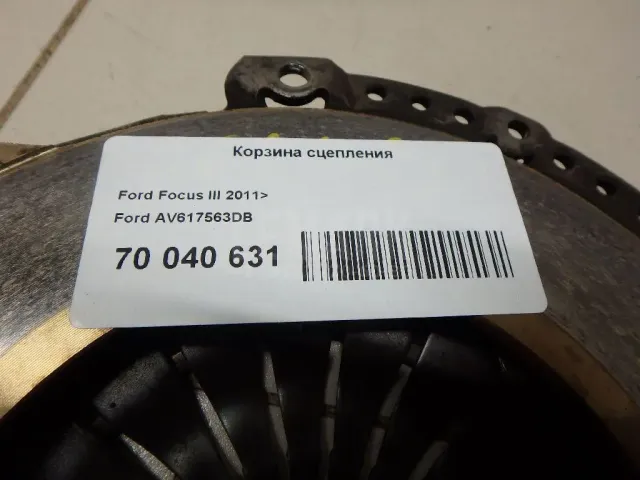 Корзина сцепления
Ford Focus III 2011>
Ford AV617563DB
70 040 631